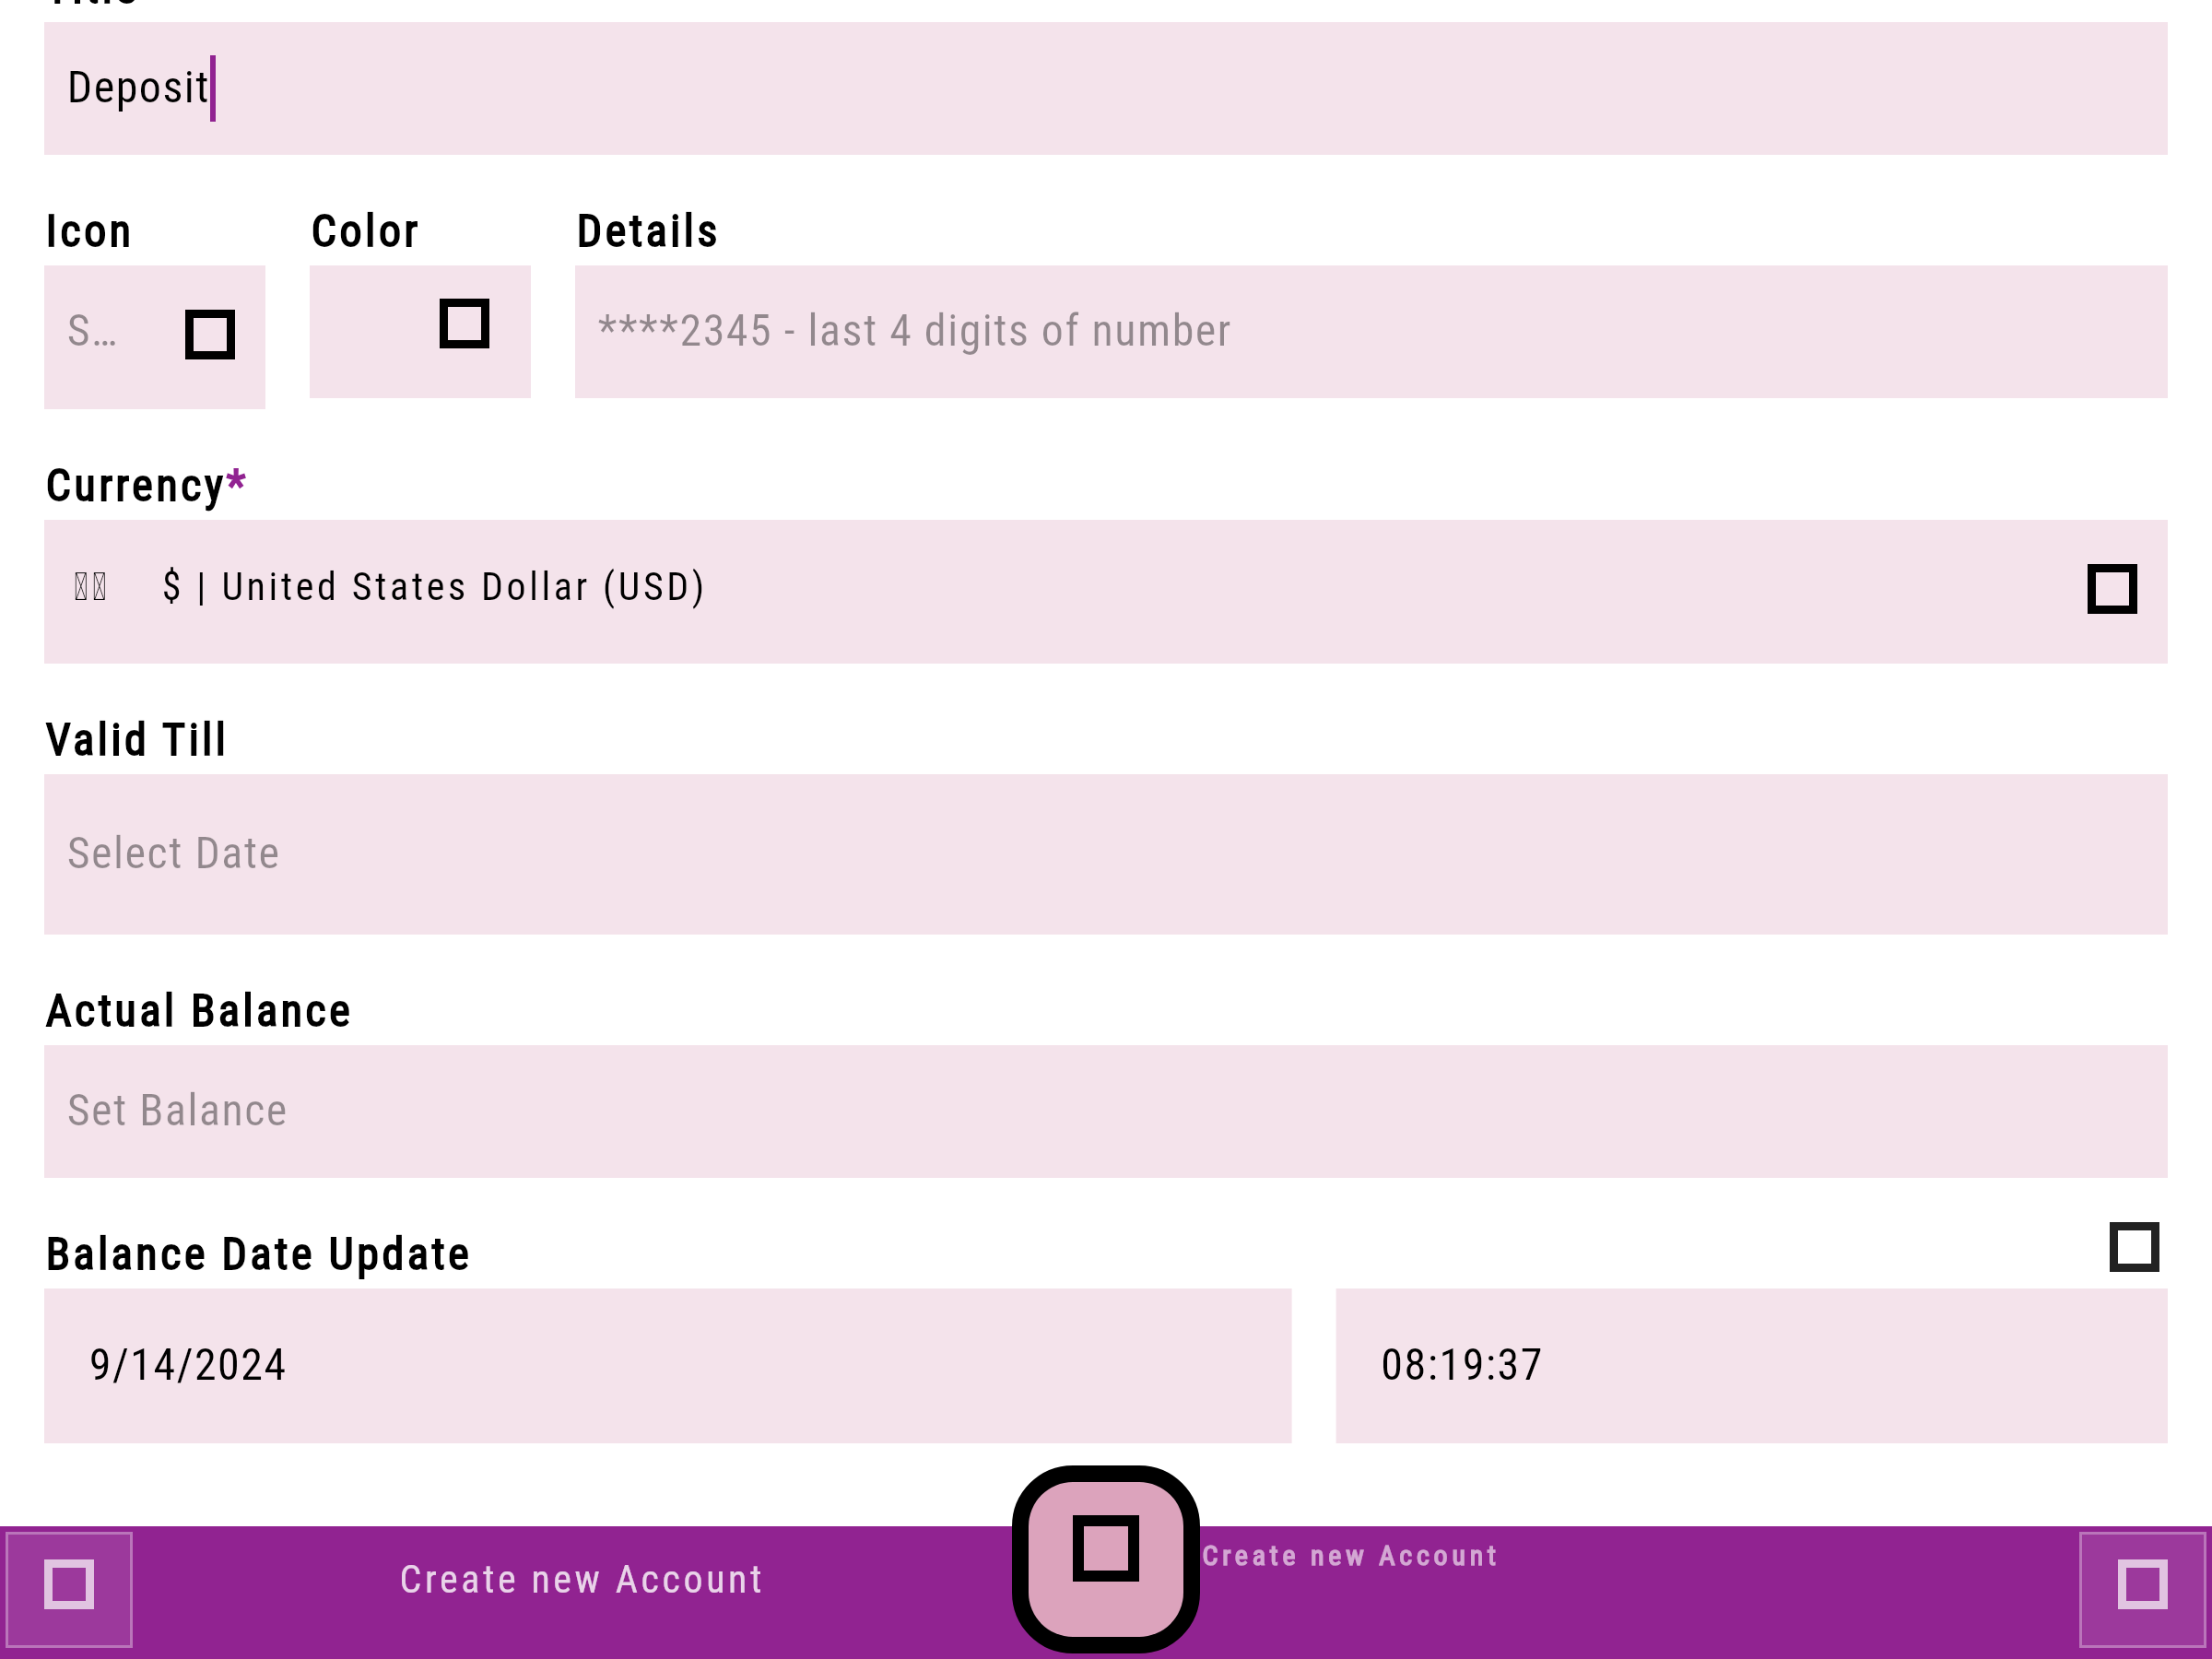 Title
Deposit
Icon Color Details
S… ****2345 - last 4 digits of number
Currency*
$ | United States Dollar (USD)
Valid Till
Select Date
Actual Balance
Set Balance
Balance Date Update
9/14/2024 08:19:37
Create new Account Create new Account